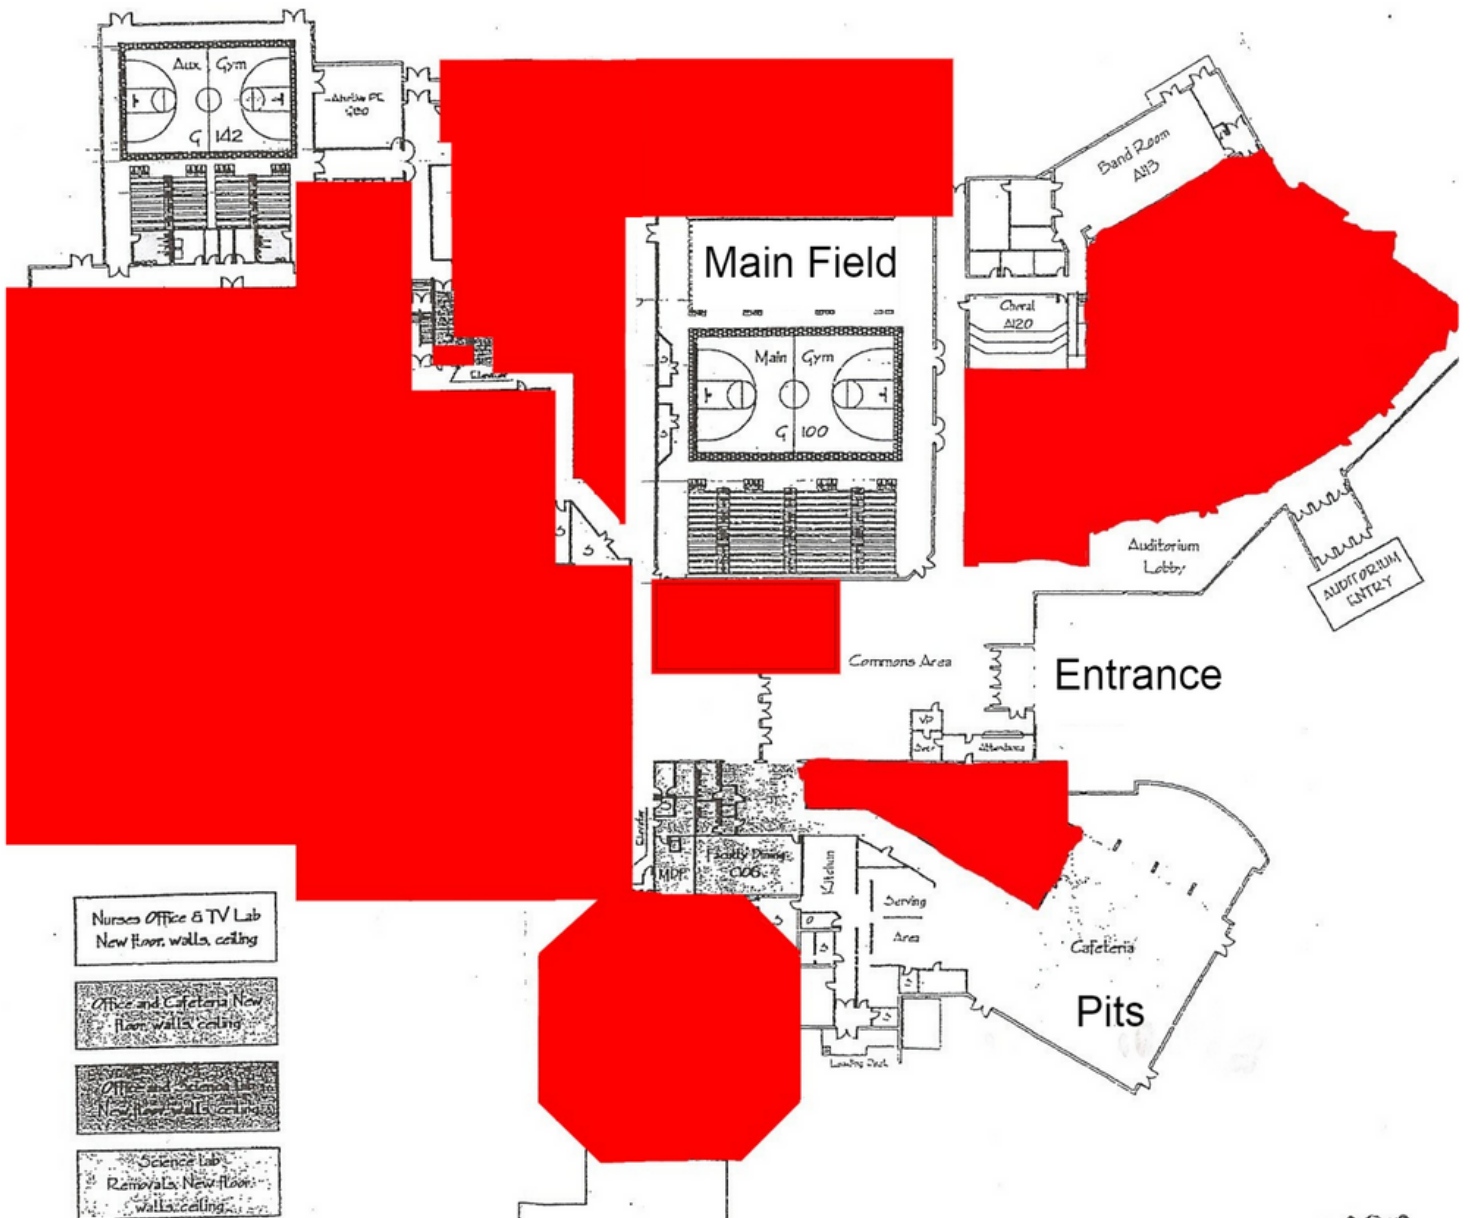 Aux Gym
G 142
Main Field
Band Room
A113
Choral
A120
Main Gym
G 100
S
S
S
S
Elevator
Auditorium
Lobby
AUDITORIUM
ENTRY
Commons Area
Entrance
VP
Attendance
Elevator
MDF
Faculty Dining
C106
Kitchen
Serving
Area
S
S
S
Cafeteria
Pits
Loading Dock
Nurses Office & TV Lab
New floor, walls, ceiling
Office and Cafeteria New
floor, walls, ceiling
Office and Science Lab
New floor, walls, ceiling
Science Lab
Removals, New floor,
walls, ceiling